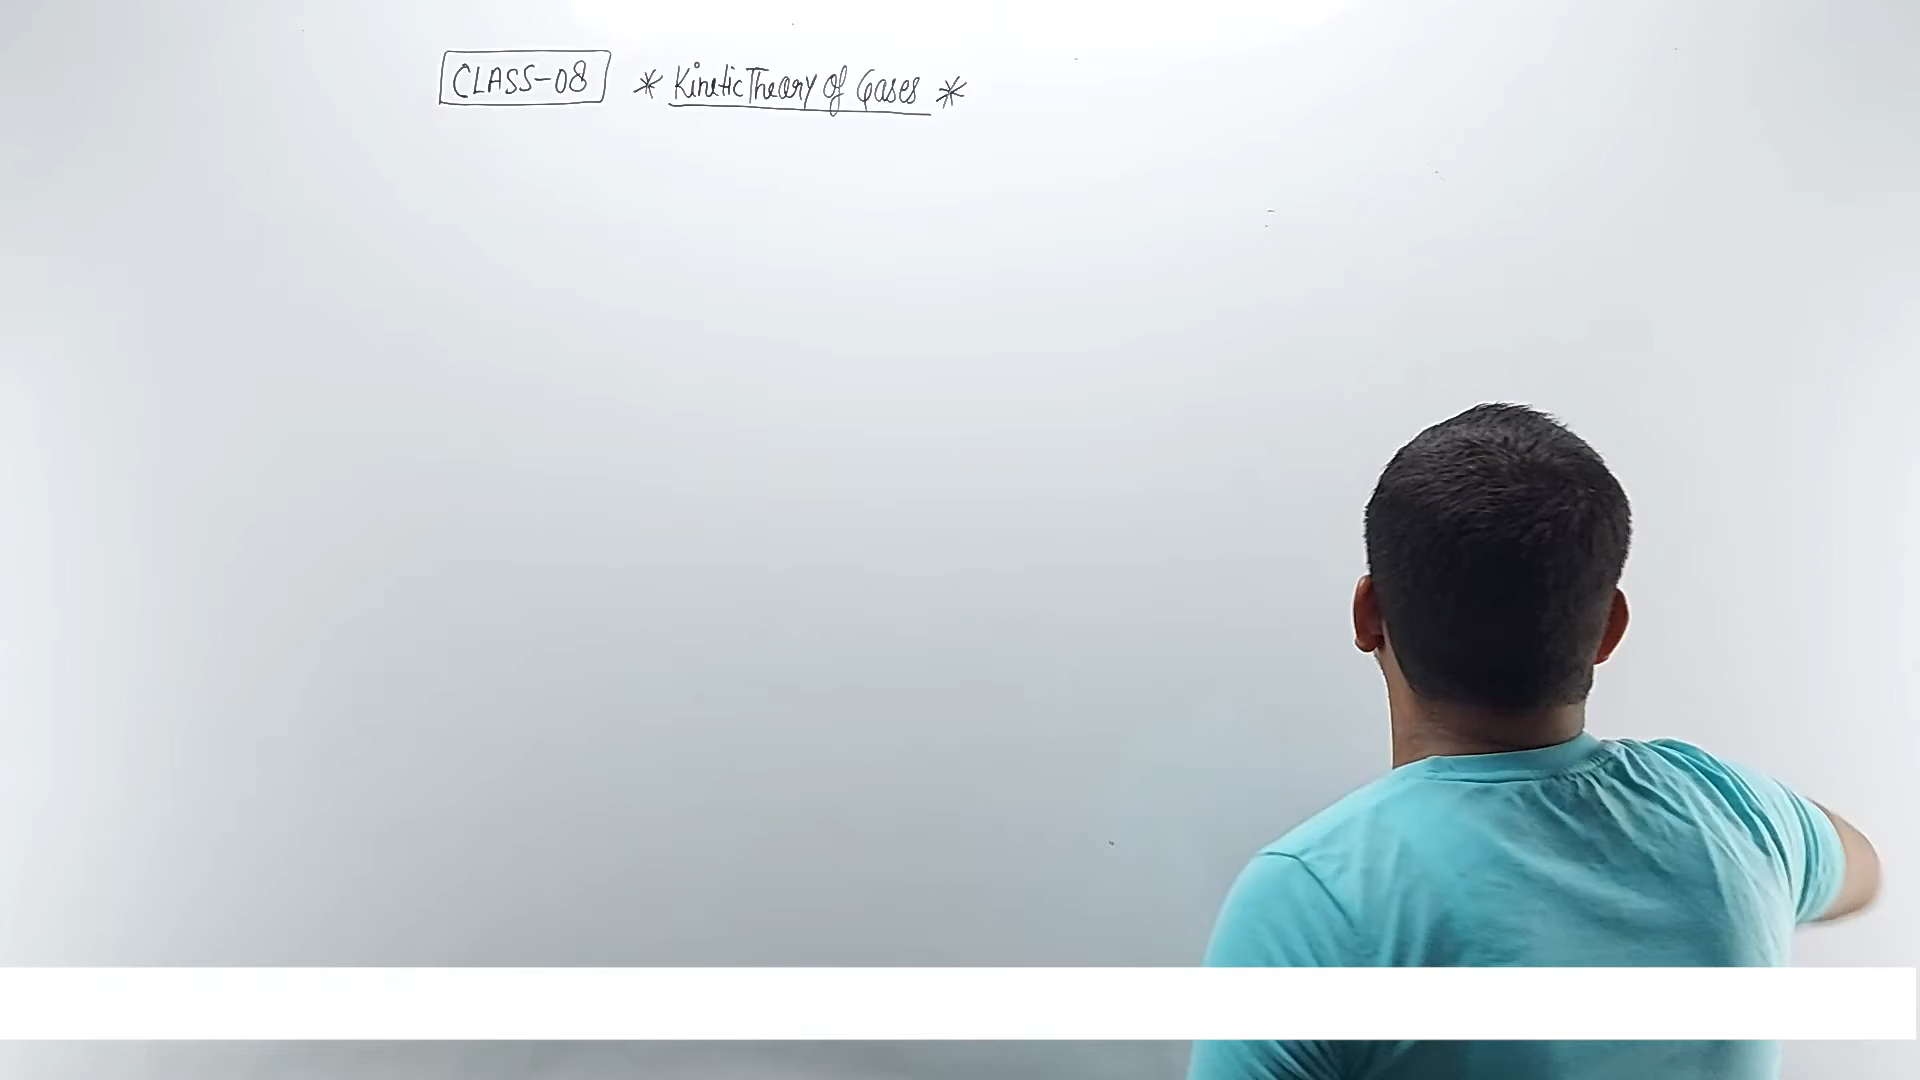 CLASS-08 * Kinetic Theory of Gases *